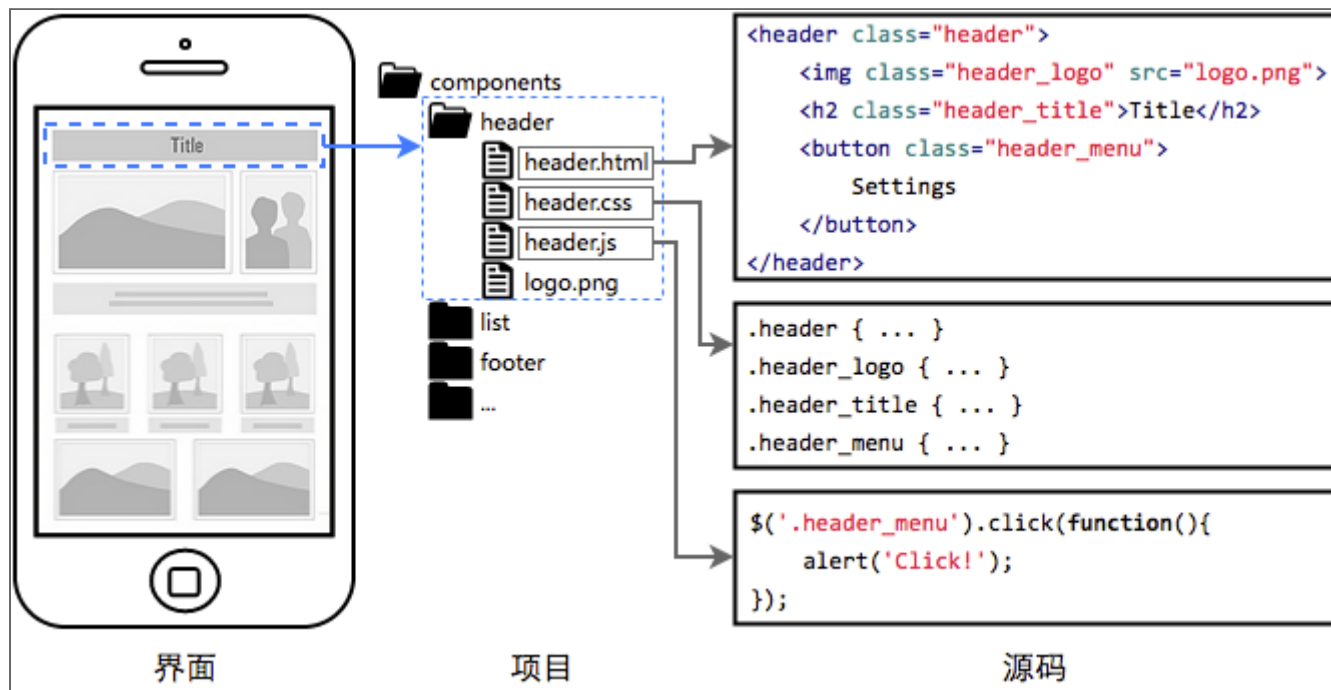 Title
界面
components
header
header.html
header.css
header.js
logo.png
list
footer
...
项目
<header class="header">
    <img class="header_logo" src="logo.png">
    <h2 class="header_title">Title</h2>
    <button class="header_menu">
        Settings
    </button>
</header>
.header { ... }
.header_logo { ... }
.header_title { ... }
.header_menu { ... }
$('.header_menu').click(function(){
    alert('Click!');
});
源码